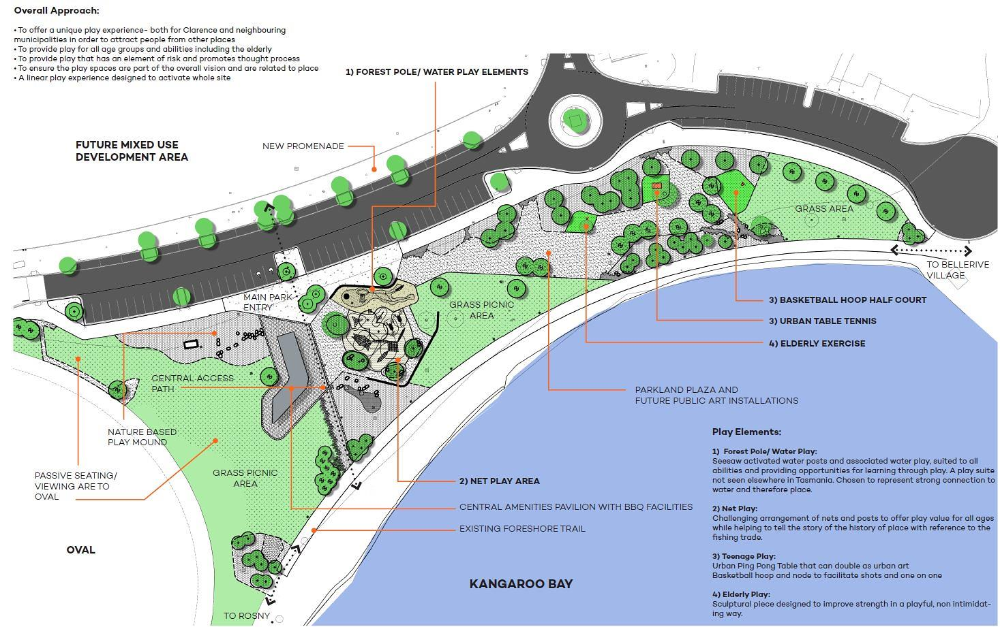 Overall Approach:
• To offer a unique play experience- both for Clarence and neighbouring
municipalities in order to attract people from other places
• To provide play for all age groups and abilities including the elderly
• To provide play that has an element of risk and promotes thought process
• To ensure the play spaces are part of the overall vision and are related to place
• A linear play experience designed to activate whole site
1) FOREST POLE/ WATER PLAY ELEMENTS
FUTURE MIXED USE
DEVELOPMENT AREA
NEW PROMENADE
GRASS AREA
TO BELLERIVE
VILLAGE
MAIN PARK
ENTRY
GRASS PICNIC
AREA
3) BASKETBALL HOOP HALF COURT
3) URBAN TABLE TENNIS
4) ELDERLY EXERCISE
CENTRAL ACCESS
PATH
PARKLAND PLAZA AND
FUTURE PUBLIC ART INSTALLATIONS
NATURE BASED
PLAY MOUND
PASSIVE SEATING/
VIEWING ARE TO
OVAL
GRASS PICNIC
AREA
2) NET PLAY AREA
CENTRAL AMENITIES PAVILION WITH BBQ FACILITIES
EXISTING FORESHORE TRAIL
OVAL
KANGAROO BAY
TO ROSNY
Play Elements:
1)  Forest Pole/ Water Play:
Seesaw activated water posts and associated water play, suited to all
abilities and providing opportunities for learning through play. A play suite
not seen elsewhere in Tasmania. Chosen to represent strong connection to
water and therefore place.
2) Net Play:
Challenging arrangement of nets and posts to offer play value for all ages
while helping to tell the story of the history of place with reference to the
fishing trade.
3) Teenage Play:
Urban Ping Pong Table that can double as urban art
Basketball hoop and node to facilitate shots and one on one
4) Elderly Play:
Sculptural piece designed to improve strength in a playful, non intimidat-
ing way.